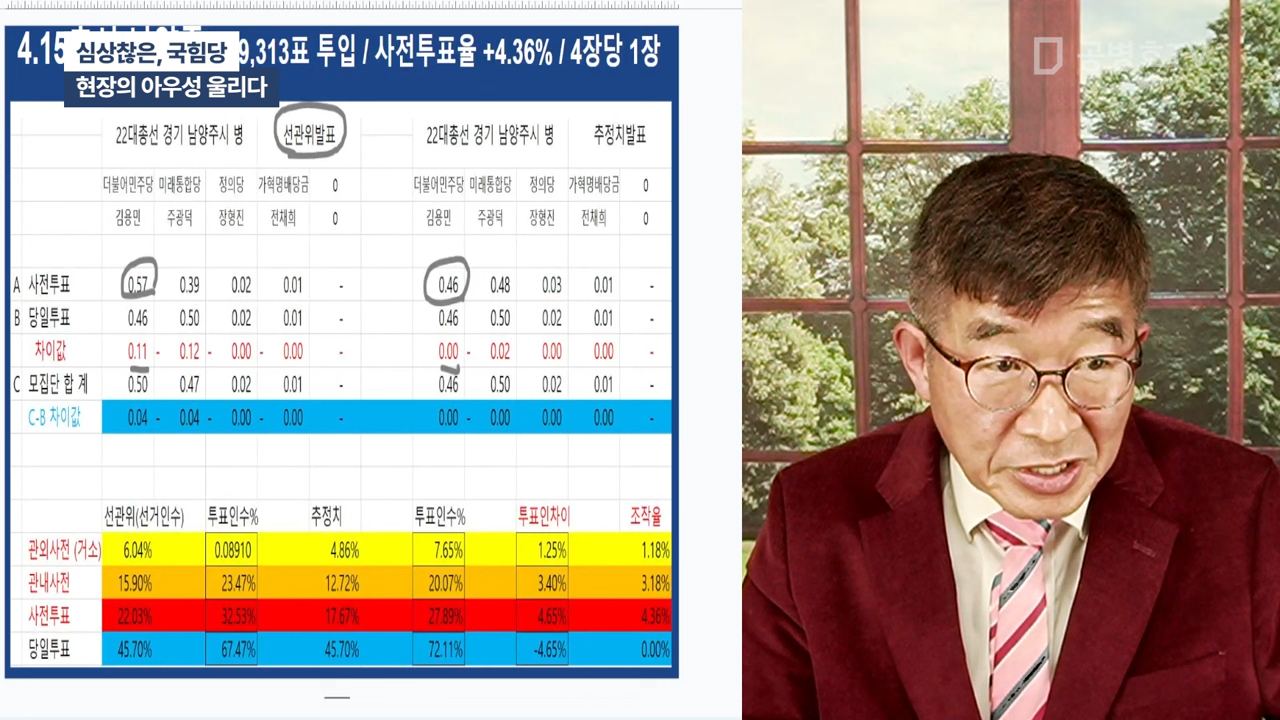 4.15
9,313표 투입 / 사전투표율 +4.36% / 4장당 1장
심상찮은, 국힘당
현장의 아우성 울리다
22대총선 경기 남양주시 병 선관위발표 22대총선 경기 남양주시 병 추정치발표
더불어민주당 미래통합당 정의당 가혁명배당금 0 더불어민주당 미래통합당 정의당 가혁명배당금 0
김용민 주광덕 장형진 전채희 0 김용민 주광덕 장형진 전채희 0
A 사전투표 0.57 0.39 0.02 0.01 - 0.46 0.48 0.03 0.01 -
B 당일투표 0.46 0.50 0.02 0.01 - 0.46 0.50 0.02 0.01 -
차이값 0.11 - 0.12 - 0.00 - 0.00 - 0.00 - 0.02 0.00 0.00 -
C 모집단 합 계 0.50 0.47 0.02 0.01 - 0.46 0.50 0.02 0.01 -
C-B 차이값 0.04 - 0.04 - 0.00 - 0.00 - 0.00 - 0.00 0.00 0.00 -
선관위(선거인수) 투표인수% 추정치 투표인수% 투표인차이 조작율
관외사전 (거소) 6.04% 0.08910 4.86% 7.65% 1.25% 1.18%
관내사전 15.90% 23.47% 12.72% 20.07% 3.40% 3.18%
사전투표 22.03% 32.53% 17.67% 27.89% 4.65% 4.36%
당일투표 45.70% 67.47% 45.70% 72.11% -4.65% 0.00%